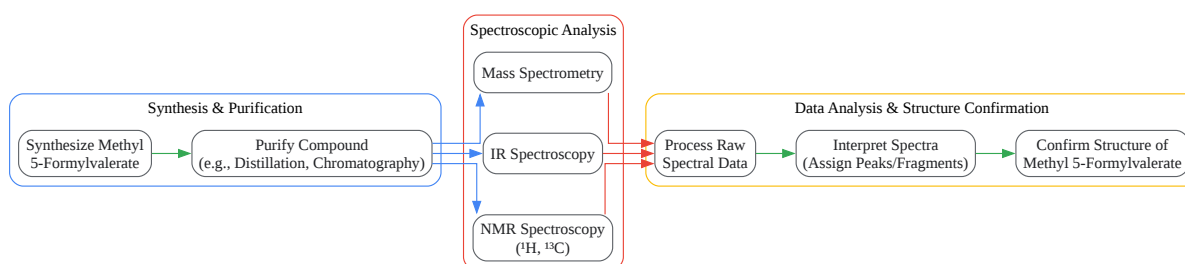 Synthesis & Purification
Synthesize Methyl
5-Formylvalerate
Purify Compound
(e.g., Distillation, Chromatography)
Spectroscopic Analysis
Mass Spectrometry
IR Spectroscopy
NMR Spectroscopy
(¹H, ¹³C)
Data Analysis & Structure Confirmation
Process Raw
Spectral Data
Interpret Spectra
(Assign Peaks/Fragments)
Confirm Structure of
Methyl 5-Formylvalerate